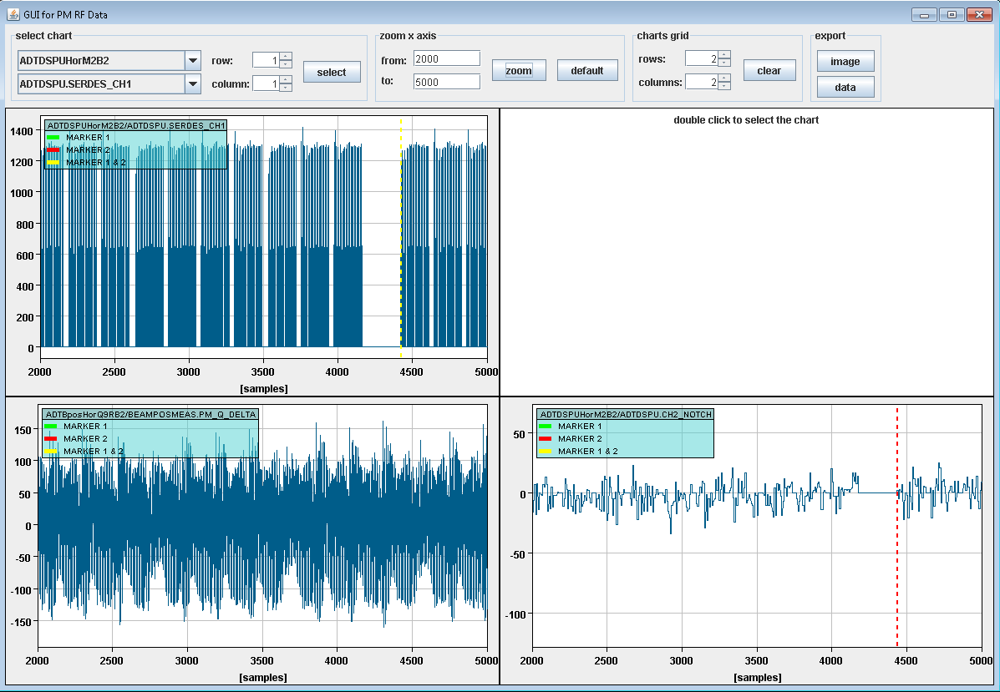 GUI for PM RF Data
select chart
zoom x axis
charts grid
export
ADTDSPUHorM2B2
row:
1
select
from:
2000
zoom
default
rows:
2
clear
image
ADTDSPU.SERDES_CH1
column:
1
to:
5000
columns:
2
data
ADTDSPUHorM2B2/ADTDSPU.SERDES_CH1
MARKER 1
MARKER 2
MARKER 1 & 2
1400
1200
1000
800
600
400
200
0
2000 2500 3000 3500 4000 4500 5000
[samples]
double click to select the chart
ADTBposHorQ9RB2/BEAMPOSMEAS.PM_Q_DELTA
MARKER 1
MARKER 2
MARKER 1 & 2
150
100
50
0
-50
-100
-150
2000 2500 3000 3500 4000 4500 5000
[samples]
ADTDSPUHorM2B2/ADTDSPU.CH2_NOTCH
MARKER 1
MARKER 2
MARKER 1 & 2
50
0
-50
-100
2000 2500 3000 3500 4000 4500 5000
[samples]